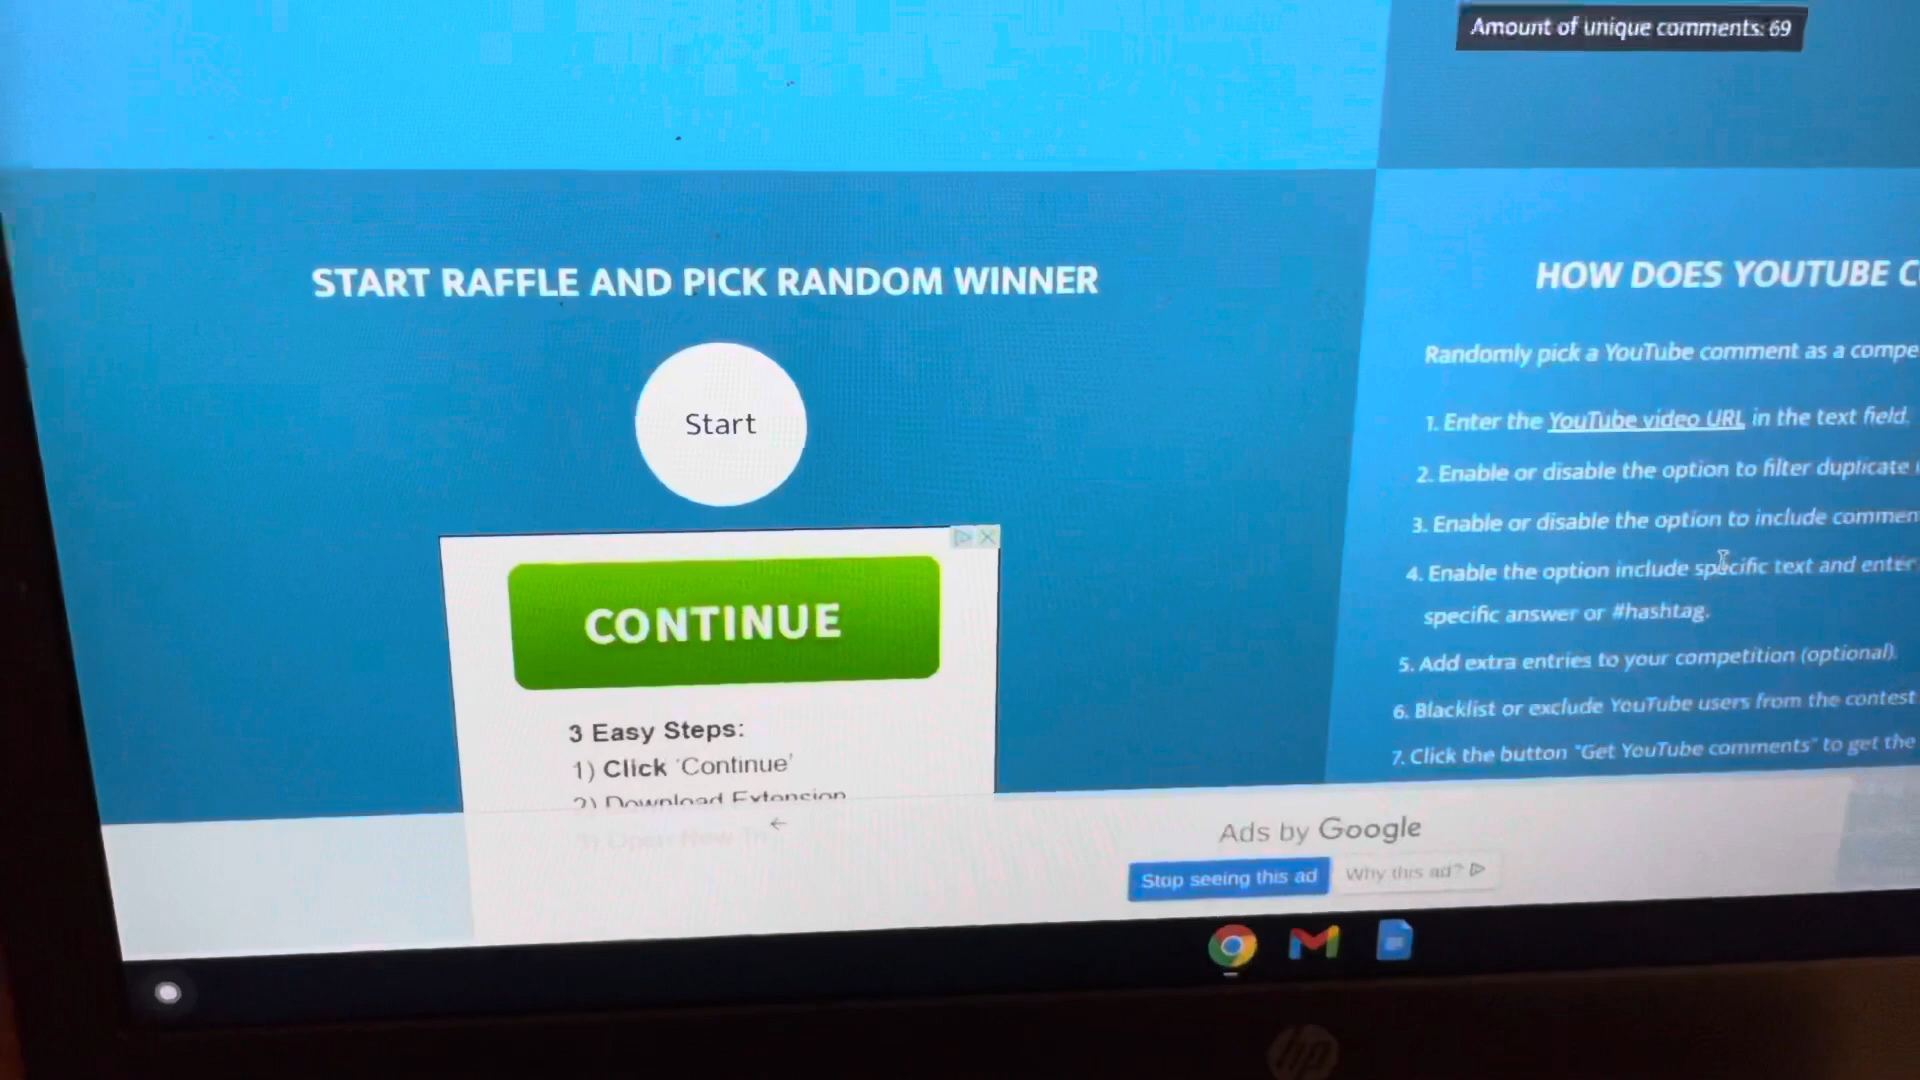 Amount of unique comments: 69
START RAFFLE AND PICK RANDOM WINNER
Start
CONTINUE
3 Easy Steps:
1) Click 'Continue'
2) Download Extension
HOW DOES YOUTUBE C
Randomly pick a YouTube comment as a compe
1. Enter the YouTube video URL in the text field.
2. Enable or disable the option to filter duplicate
3. Enable or disable the option to include commen
4. Enable the option include specific text and enter
specific answer or #hashtag.
5. Add extra entries to your competition (optional).
6. Blacklist or exclude YouTube users from the contest
7. Click the button "Get YouTube comments" to get the
Ads by Google
Stop seeing this ad
Why this ad?
hp